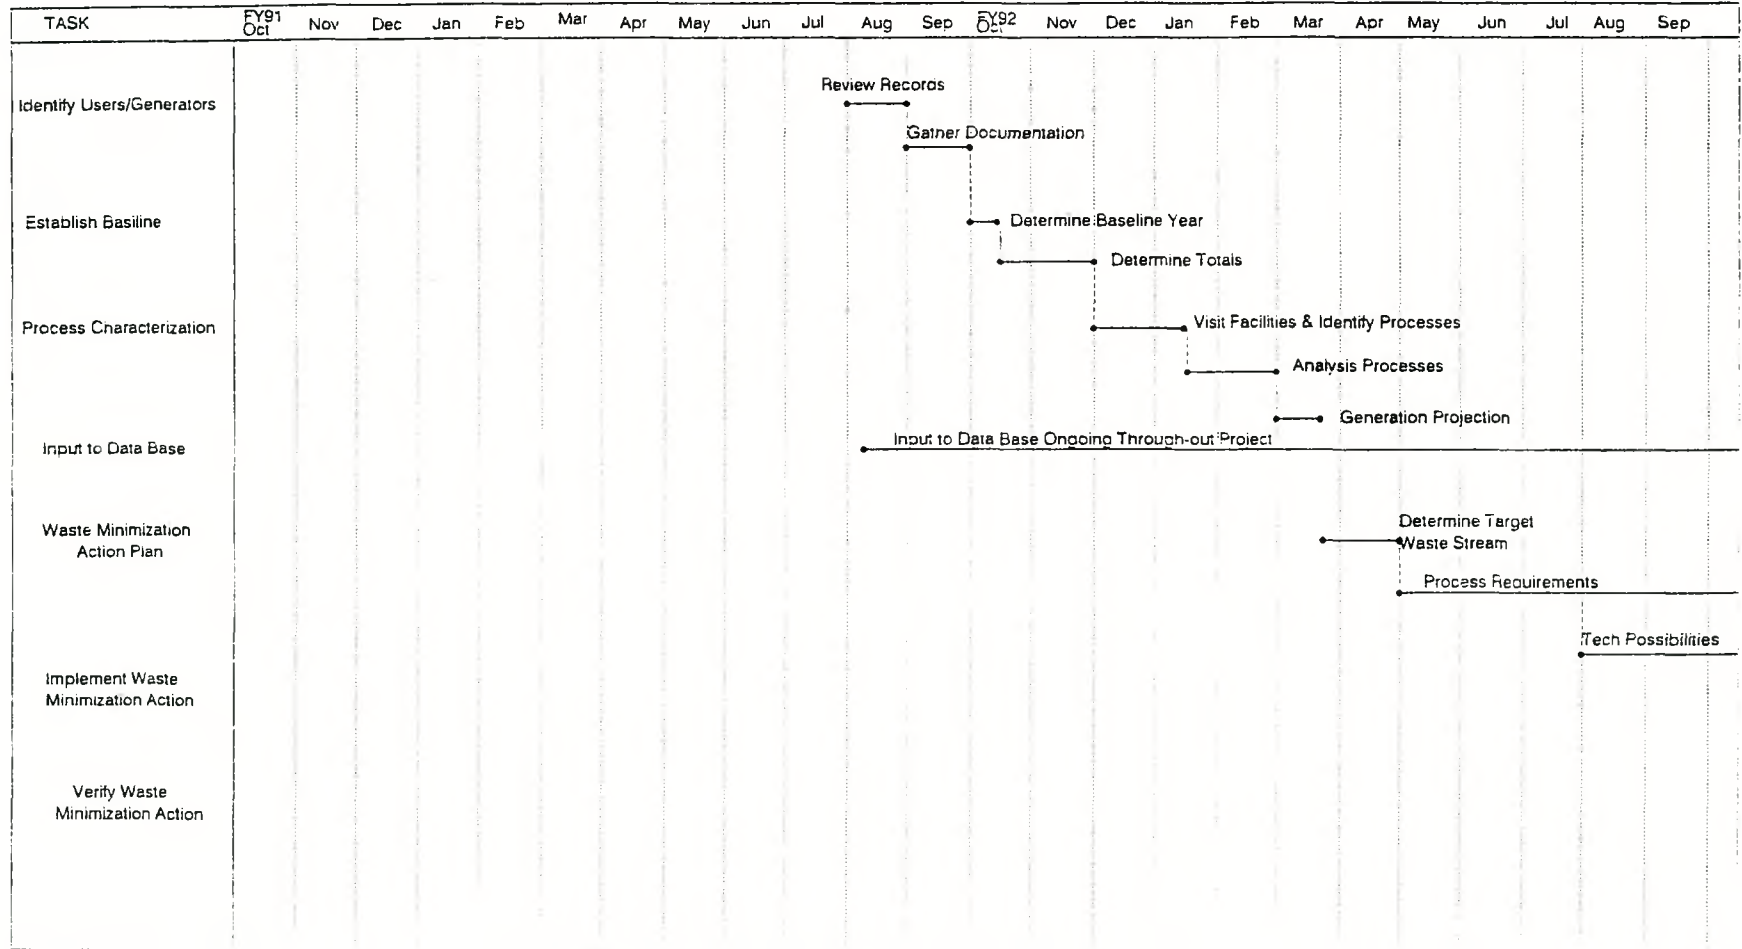 TASK FY91 Oct Nov Dec Jan Feb Mar Apr May Jun Jul Aug Sep FY92 Oct Nov Dec Jan Feb Mar Apr May Jun Jul Aug Sep
Review Records
Identify Users/Generators
Gather Documentation
Establish Basiline
Determine Baseline Year
Determine Totals
Process Characterization
Visit Facilities & Identify Processes
Analysis Processes
Generation Projection
Input to Data Base
Input to Data Base Ongoing Through-out Project
Waste Minimization
Action Plan
Determine Target
Waste Stream
Process Requirements
Tech Possibilities
Implement Waste
Minimization Action
Verify Waste
Minimization Action